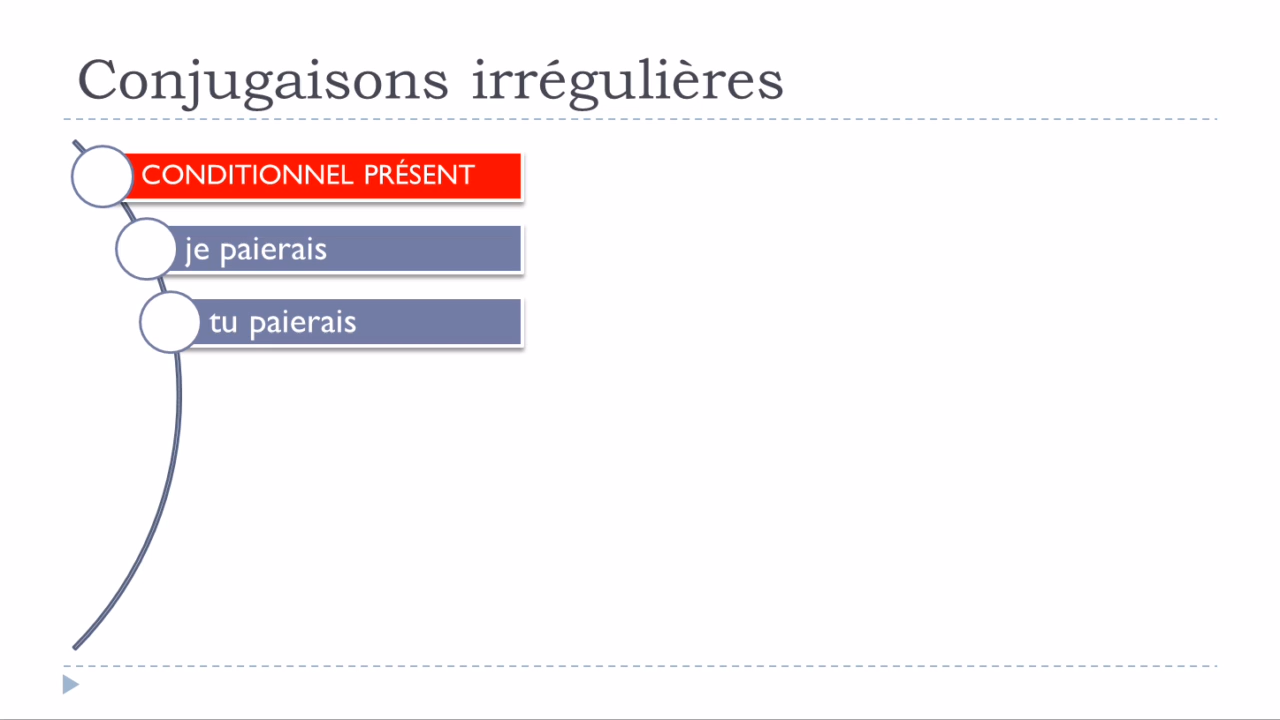 Conjugaisons irrégulières
CONDITIONNEL PRÉSENT
je paierais
tu paierais